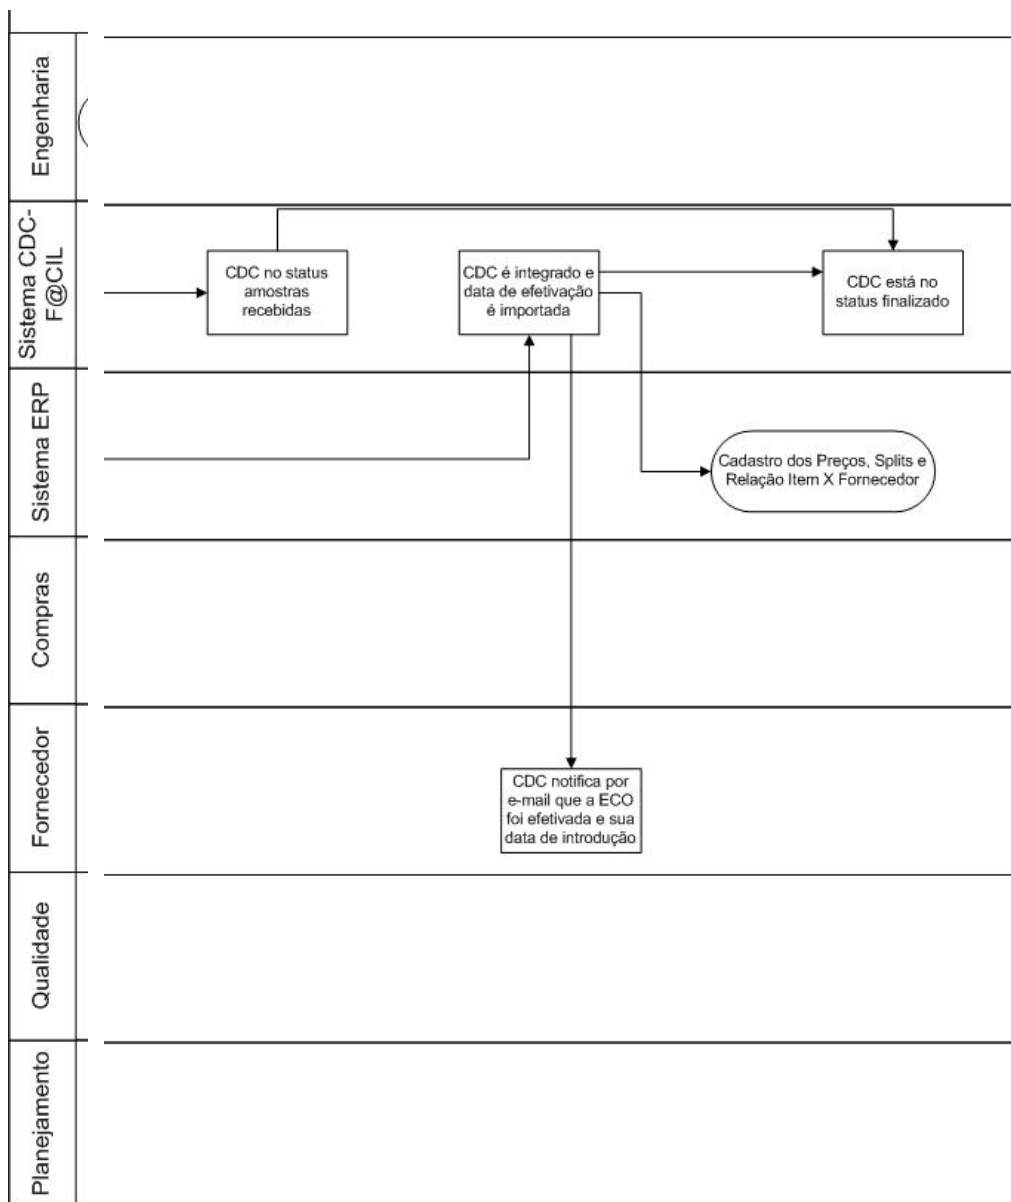 Engenharia
Sistema CDC-
F@CIL
CDC no status
amostras
recebidas
CDC é integrado e
data de efetivação
é importada
CDC está no
status finalizado
Sistema ERP
Cadastro dos Preços, Splits e
Relação Item X Fornecedor
Compras
Fornecedor
CDC notifica por
e-mail que a ECO
foi efetivada e sua
data de introdução
Qualidade
Planejamento